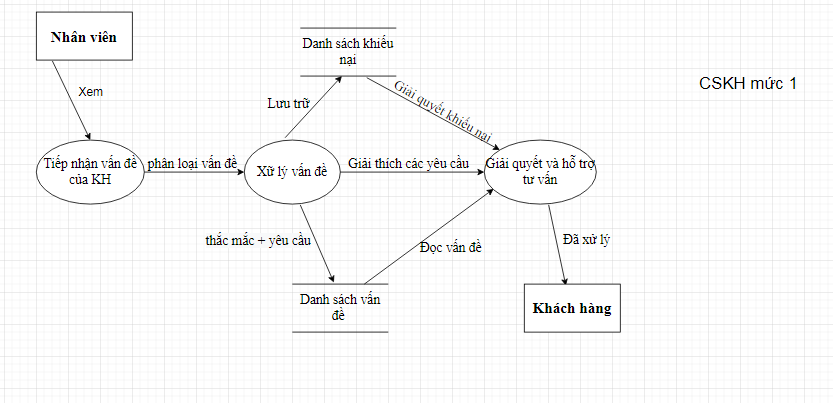 Nhân viên
Danh sách khiếu
nại
CSKH mức 1
Xem
Lưu trữ
Giải quyết khiếu nại
Tiếp nhận vấn đề
của KH
phân loại vấn đề
Xữ lý vấn đề
Giải thích các yêu cầu
Giải quyết và hỗ trợ
tư vấn
thắc mắc + yêu cầu
Đọc vấn đề
Đã xử lý
Danh sách vấn
đề
Khách hàng